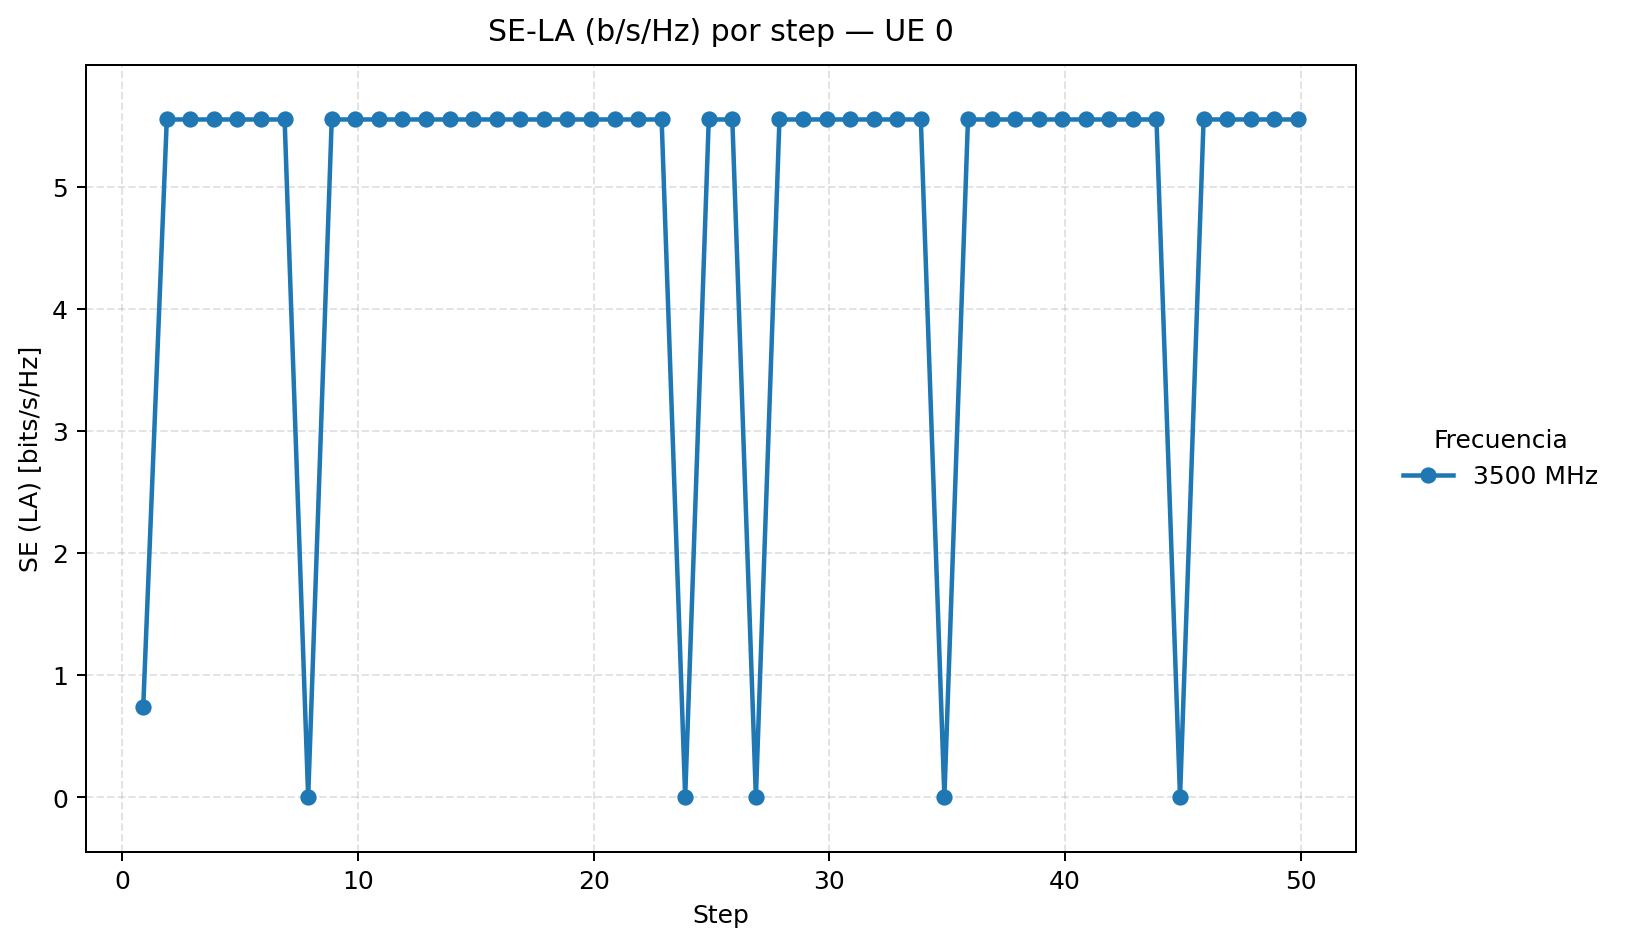 SE-LA (b/s/Hz) por step — UE 0
SE (LA) [bits/s/Hz]
5
4
3
2
1
0
0 10 20 30 40 50
Step
Frecuencia
3500 MHz